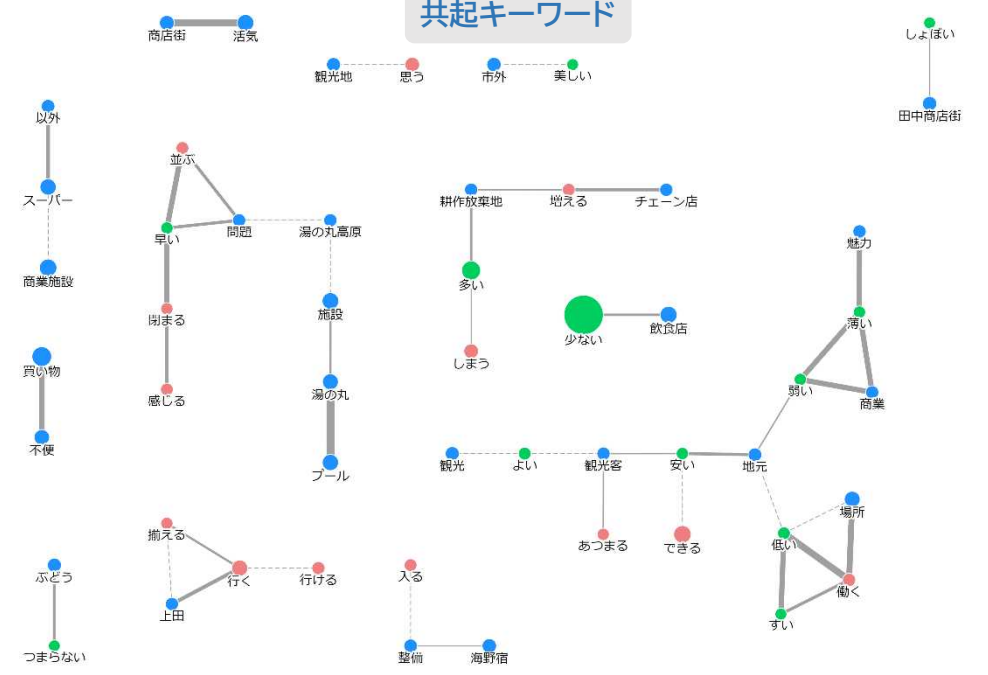 共起キーワード
商店街
活気
しょぼい
観光地
思う
市外
美しい
田中商店街
以外
並ぶ
スーパー
耕作放棄地
増える
チェーン店
早い
問題
湯の丸高原
魅力
商業施設
多い
閉まる
施設
少ない
飲食店
薄い
しまう
買い物
感じる
湯の丸
弱い
商業
不便
プール
観光
よい
観光客
安い
地元
場所
揃える
あつまる
できる
低い
ぶどう
行く
行ける
入る
働く
上田
すい
つまらない
整備
海野宿